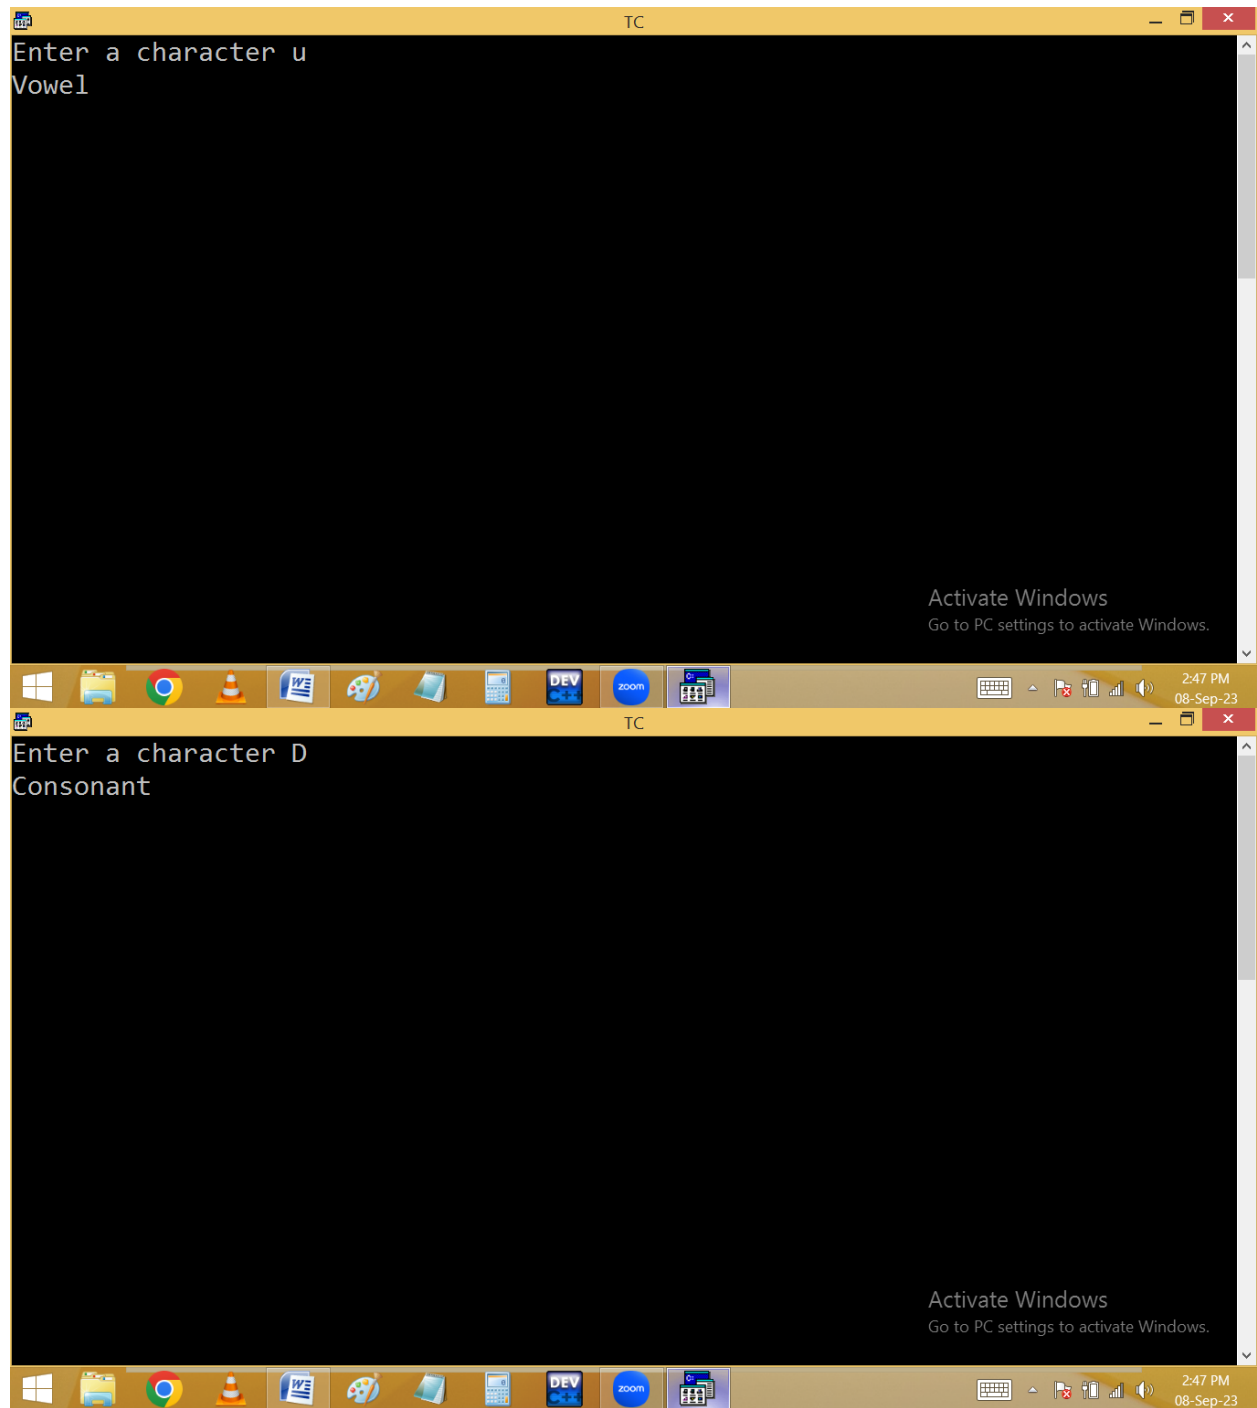 TC
Enter a character u
Vowel
Activate Windows
Go to PC settings to activate Windows.
DEV
C++
zoom
2:47 PM
08-Sep-23
TC
Enter a character D
Consonant
Activate Windows
Go to PC settings to activate Windows.
DEV
C++
zoom
2:47 PM
08-Sep-23